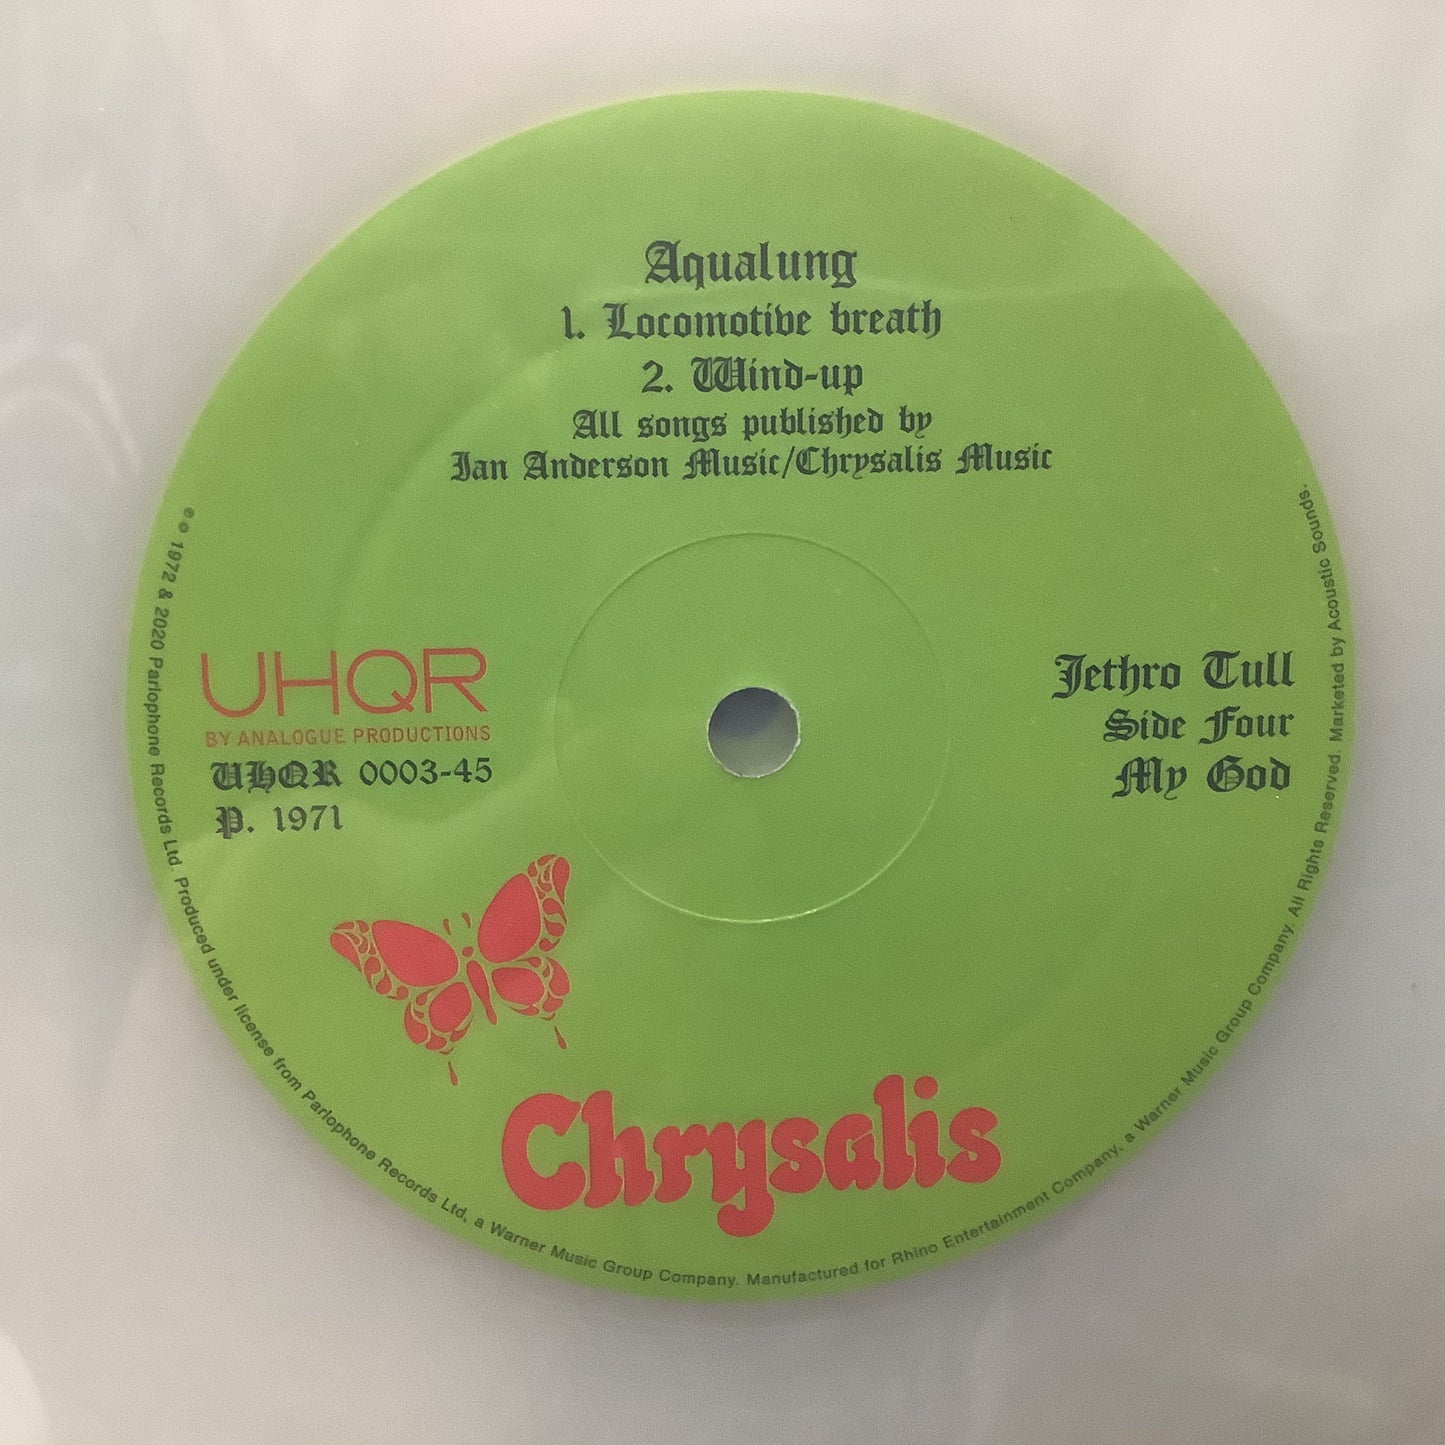 Aqualung
1. Locomotive breath
2. Wind-up
All songs published by
Ian Anderson Music/Chrysalis Music
UHQR
BY ANALOGUE PRODUCTIONS
UHQR 0003-45
P. 1971
Jethro Tull
Side Four
My God
Chrysalis
1972 & 2020 Parlophone Records Ltd. Produced under license from Parlophone Records Ltd, a Warner Music Group Company. Manufactured for Rhino Entertainment Company, a Warner Music Group Company. All Rights Reserved. Marketed by Acoustic Sounds.